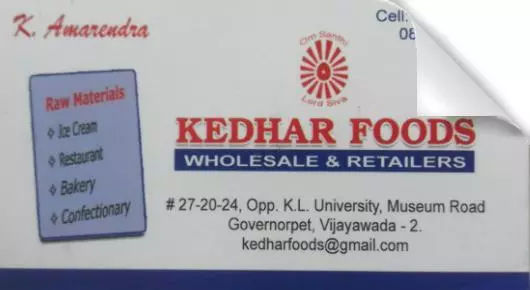 K. Amarendra
Cell:
08
Om Santhi
Lord Siva
Raw Materials
Ice Cream
Restaurant
Bakery
Confectionary
KEDHAR FOODS
WHOLESALE & RETAILERS
# 27-20-24, Opp. K.L. University, Museum Road
Governorpet, Vijayawada - 2.
kedharfoods@gmail.com